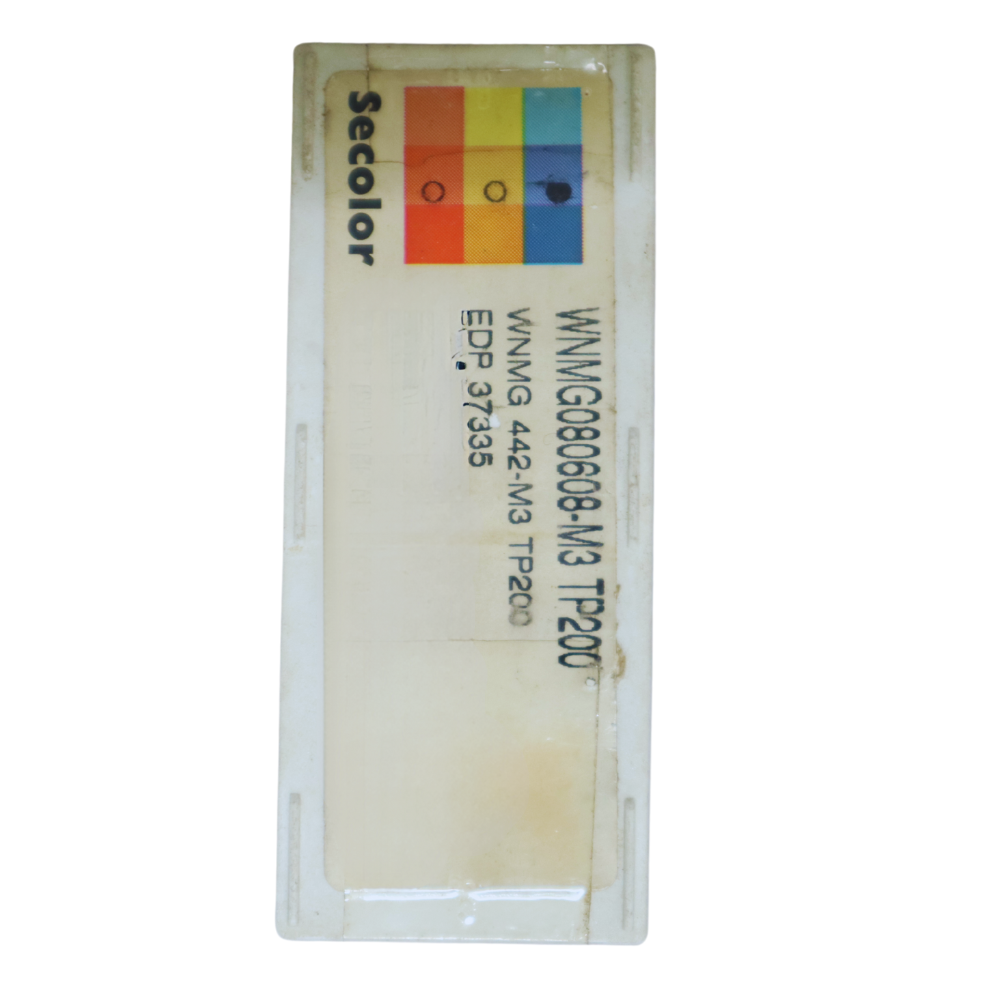 Secolor
WNMG080608-M3 TP200
WNMG 442-M3 TP200
EDP 37335